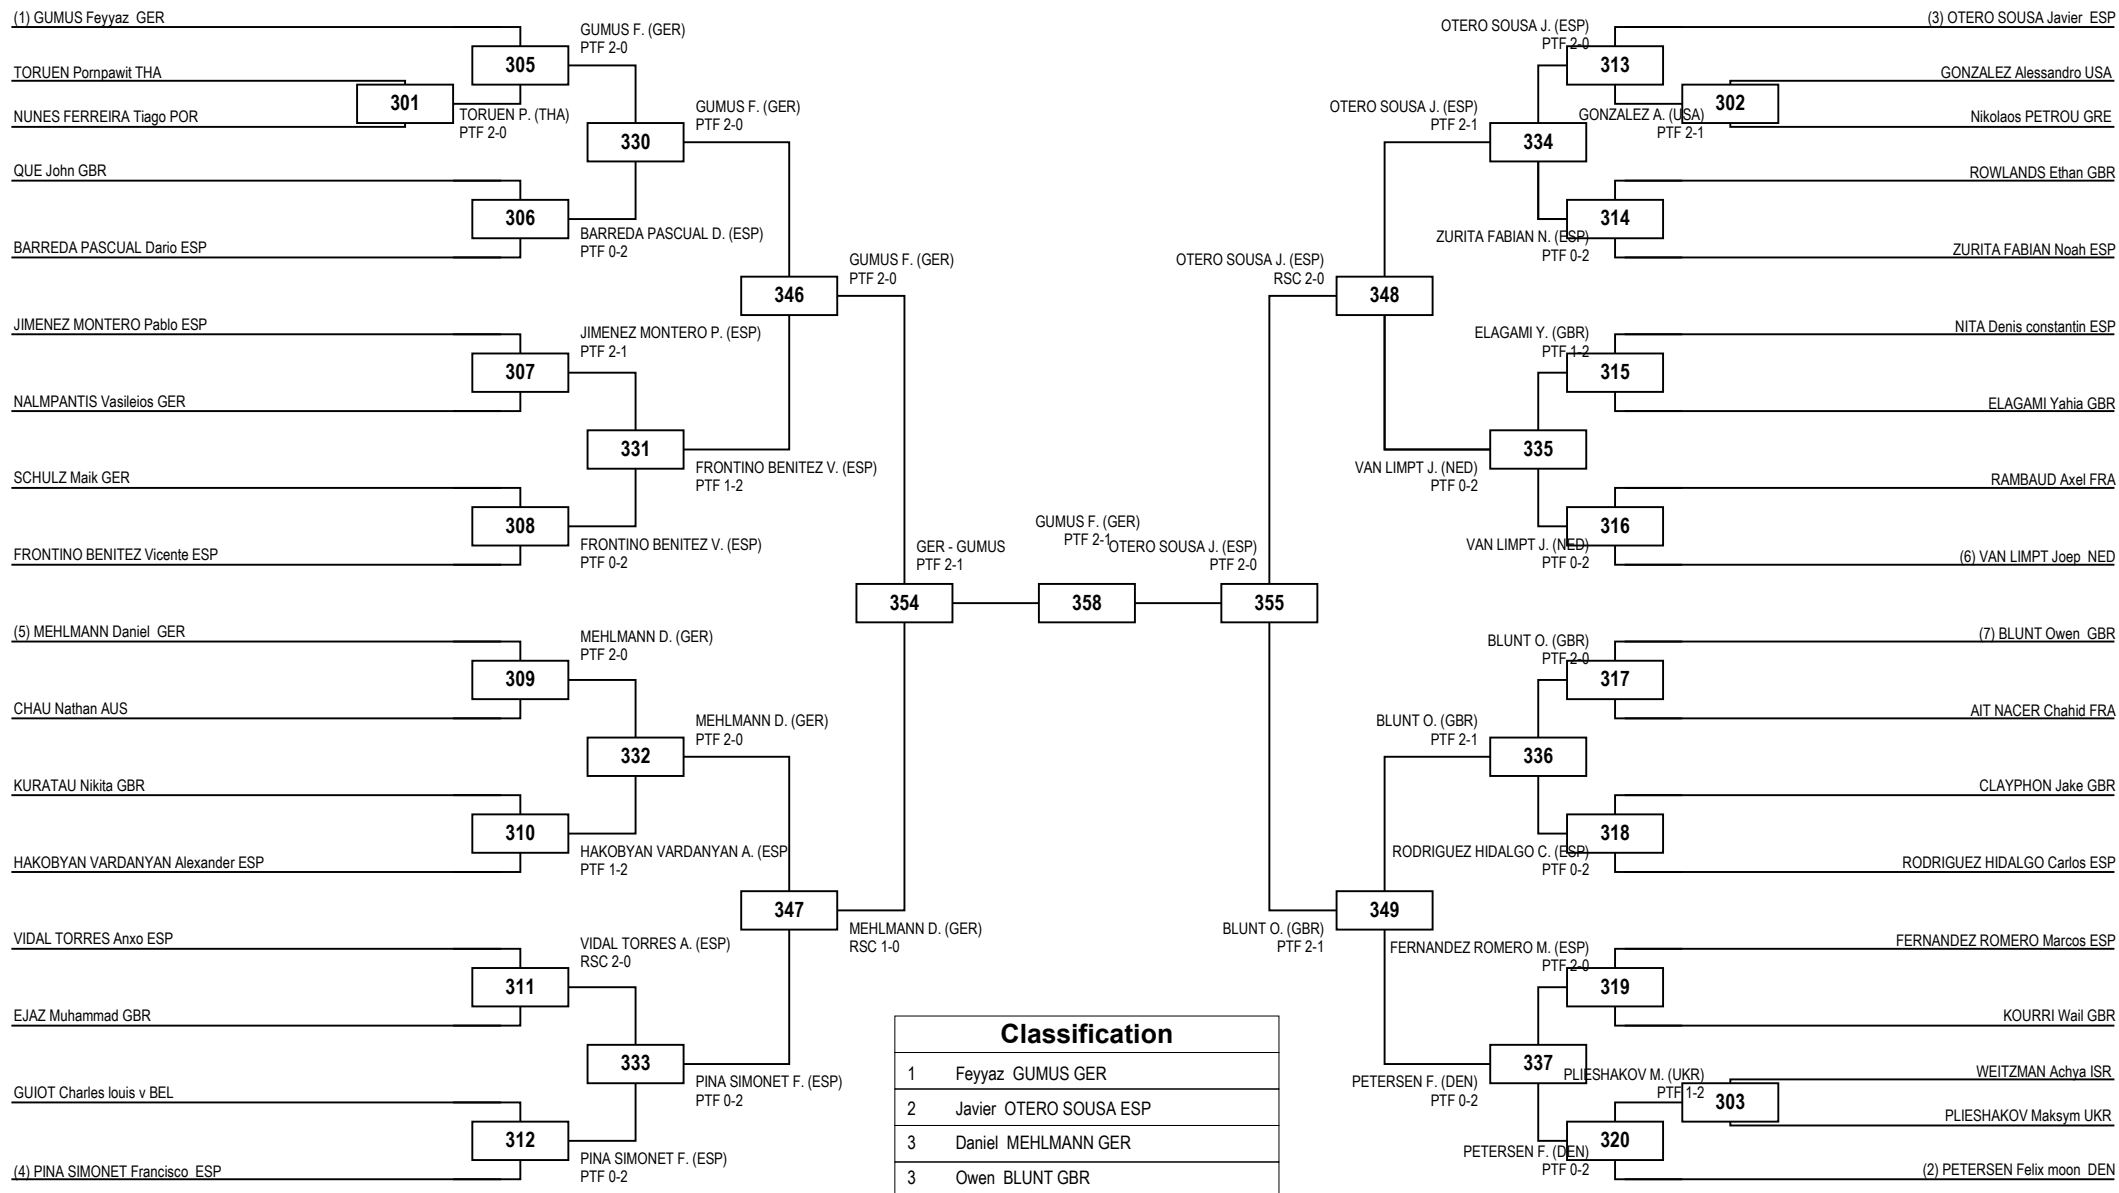 (1) GUMUS Feyyaz GER
TORUEN Pornpawit THA
NUNES FERREIRA Tiago POR
QUE John GBR
BARREDA PASCUAL Dario ESP
JIMENEZ MONTERO Pablo ESP
NALMPANTIS Vasileios GER
SCHULZ Maik GER
FRONTINO BENITEZ Vicente ESP
(5) MEHLMANN Daniel GER
CHAU Nathan AUS
KURATAU Nikita GBR
HAKOBYAN VARDANYAN Alexander ESP
VIDAL TORRES Anxo ESP
EJAZ Muhammad GBR
GUIOT Charles louis v BEL
(4) PINA SIMONET Francisco ESP
301
TORUEN P. (THA)
PTF 2-0
305
GUMUS F. (GER)
PTF 2-0
306
BARREDA PASCUAL D. (ESP)
PTF 0-2
307
JIMENEZ MONTERO P. (ESP)
PTF 2-1
308
FRONTINO BENITEZ V. (ESP)
PTF 0-2
309
MEHLMANN D. (GER)
PTF 2-0
310
HAKOBYAN VARDANYAN A. (ESP
PTF 1-2
311
VIDAL TORRES A. (ESP)
RSC 2-0
312
PINA SIMONET F. (ESP)
PTF 0-2
330
GUMUS F. (GER)
PTF 2-0
331
FRONTINO BENITEZ V. (ESP)
PTF 1-2
332
MEHLMANN D. (GER)
PTF 2-0
333
PINA SIMONET F. (ESP)
PTF 0-2
346
GUMUS F. (GER)
PTF 2-0
347
MEHLMANN D. (GER)
RSC 1-0
354
GER - GUMUS
PTF 2-1
358
GUMUS F. (GER)
PTF 2-1
355
OTERO SOUSA J. (ESP)
PTF 2-0
348
OTERO SOUSA J. (ESP)
RSC 2-0
349
BLUNT O. (GBR)
PTF 2-1
334
OTERO SOUSA J. (ESP)
PTF 2-1
335
VAN LIMPT J. (NED)
PTF 0-2
336
BLUNT O. (GBR)
PTF 2-1
337
PETERSEN F. (DEN)
PTF 0-2
313
OTERO SOUSA J. (ESP)
PTF 2-0
314
ZURITA FABIAN N. (ESP)
PTF 0-2
315
ELAGAMI Y. (GBR)
PTF 1-2
316
VAN LIMPT J. (NED)
PTF 0-2
317
BLUNT O. (GBR)
PTF 2-0
318
RODRIGUEZ HIDALGO C. (ESP)
PTF 0-2
319
FERNANDEZ ROMERO M. (ESP)
PTF 2-0
320
PETERSEN F. (DEN)
PTF 0-2
302
GONZALEZ A. (USA)
PTF 2-1
303
PLIESHAKOV M. (UKR)
PTF 1-2
(3) OTERO SOUSA Javier ESP
GONZALEZ Alessandro USA
Nikolaos PETROU GRE
ROWLANDS Ethan GBR
ZURITA FABIAN Noah ESP
NITA Denis constantin ESP
ELAGAMI Yahia GBR
RAMBAUD Axel FRA
(6) VAN LIMPT Joep NED
(7) BLUNT Owen GBR
AIT NACER Chahid FRA
CLAYPHON Jake GBR
RODRIGUEZ HIDALGO Carlos ESP
FERNANDEZ ROMERO Marcos ESP
KOURRI Wail GBR
WEITZMAN Achya ISR
PLIESHAKOV Maksym UKR
(2) PETERSEN Felix moon DEN
Classification
1 Feyyaz GUMUS GER
2 Javier OTERO SOUSA ESP
3 Daniel MEHLMANN GER
3 Owen BLUNT GBR